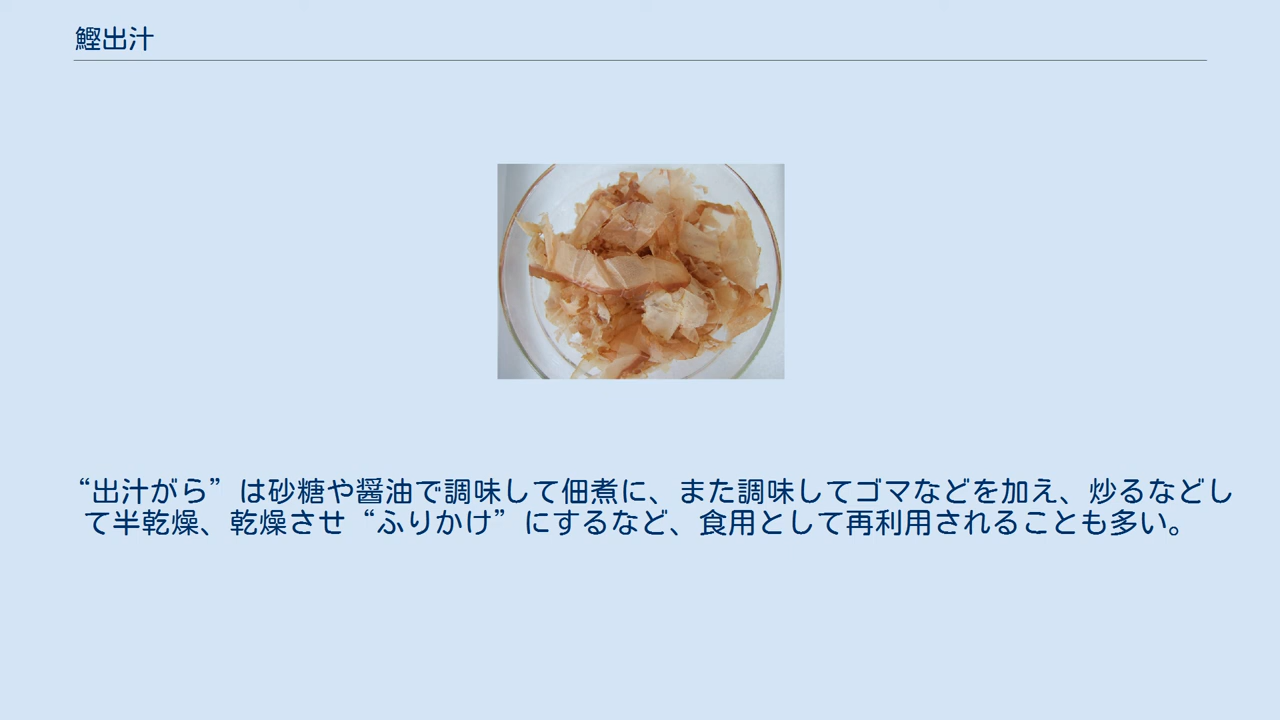 鰹出汁
“出汁がら”は砂糖や醤油で調味して佃煮に、また調味してゴマなどを加え、炒るなどし
て半乾燥、乾燥させ“ふりかけ”にするなど、食用として再利用されることも多い。